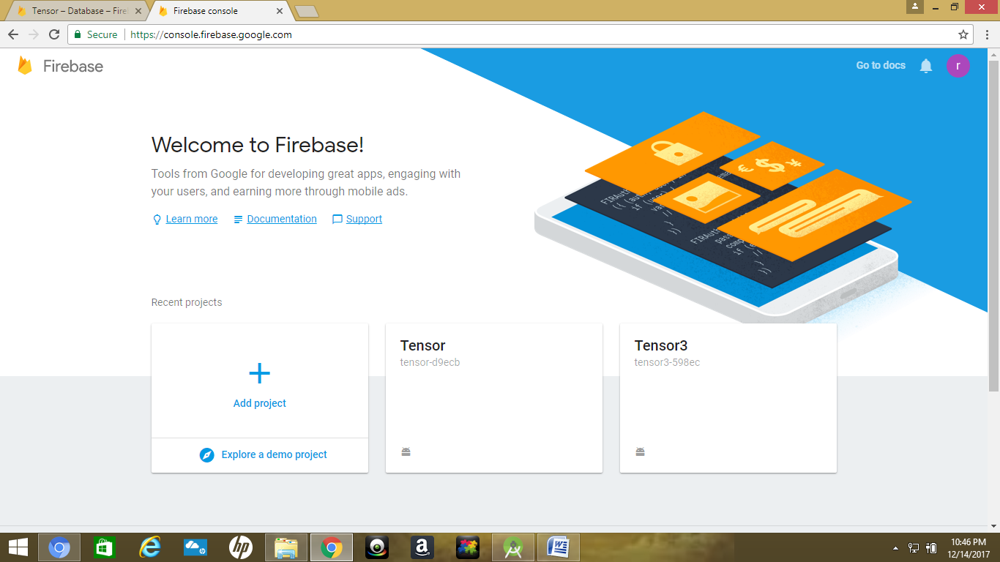 Tensor – Database – Fire
Firebase console
Secure
https://console.firebase.google.com
Firebase
Go to docs
r
Welcome to Firebase!
Tools from Google for developing great apps, engaging with
your users, and earning more through mobile ads.
Learn more
Documentation
Support
Recent projects
Add project
Explore a demo project
Tensor
tensor-d9ecb
Tensor3
tensor3-598ec
hp
a
W
10:46 PM
12/14/2017